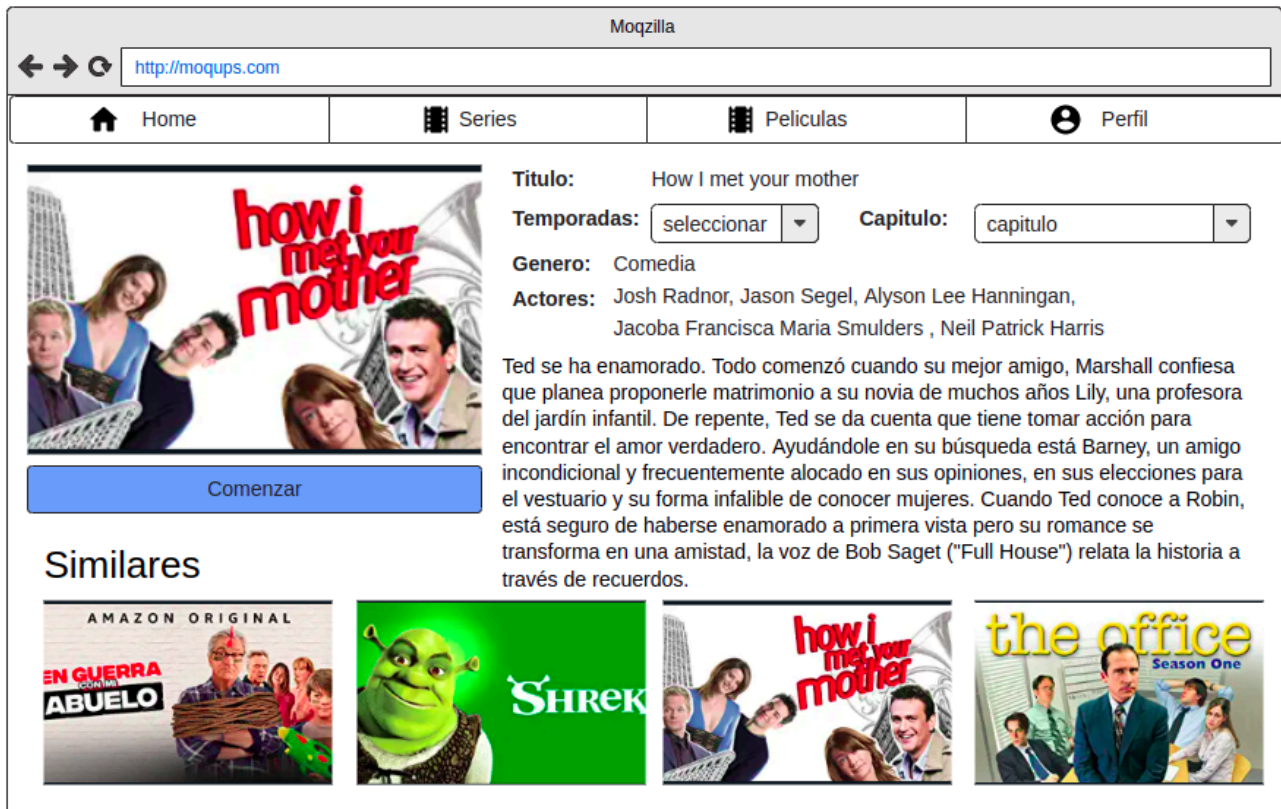 Moqzilla
http://moqups.com
Home
Series
Peliculas
Perfil
how i
met your
mother
Titulo: How I met your mother
Temporadas: seleccionar Capitulo: capitulo
Genero: Comedia
Actores: Josh Radnor, Jason Segel, Alyson Lee Hanningan,
Jacoba Francisca Maria Smulders , Neil Patrick Harris
Ted se ha enamorado. Todo comenzó cuando su mejor amigo, Marshall confiesa
que planea proponerle matrimonio a su novia de muchos años Lily, una profesora
del jardín infantil. De repente, Ted se da cuenta que tiene tomar acción para
encontrar el amor verdadero. Ayudándole en su búsqueda está Barney, un amigo
incondicional y frecuentemente alocado en sus opiniones, en sus elecciones para
el vestuario y su forma infalible de conocer mujeres. Cuando Ted conoce a Robin,
está seguro de haberse enamorado a primera vista pero su romance se
transforma en una amistad, la voz de Bob Saget ("Full House") relata la historia a
través de recuerdos.
Comenzar
Similares
AMAZON ORIGINAL
EN GUERRA
CON MI
ABUELO
SHREK
how i
met your
mother
the office
Season One